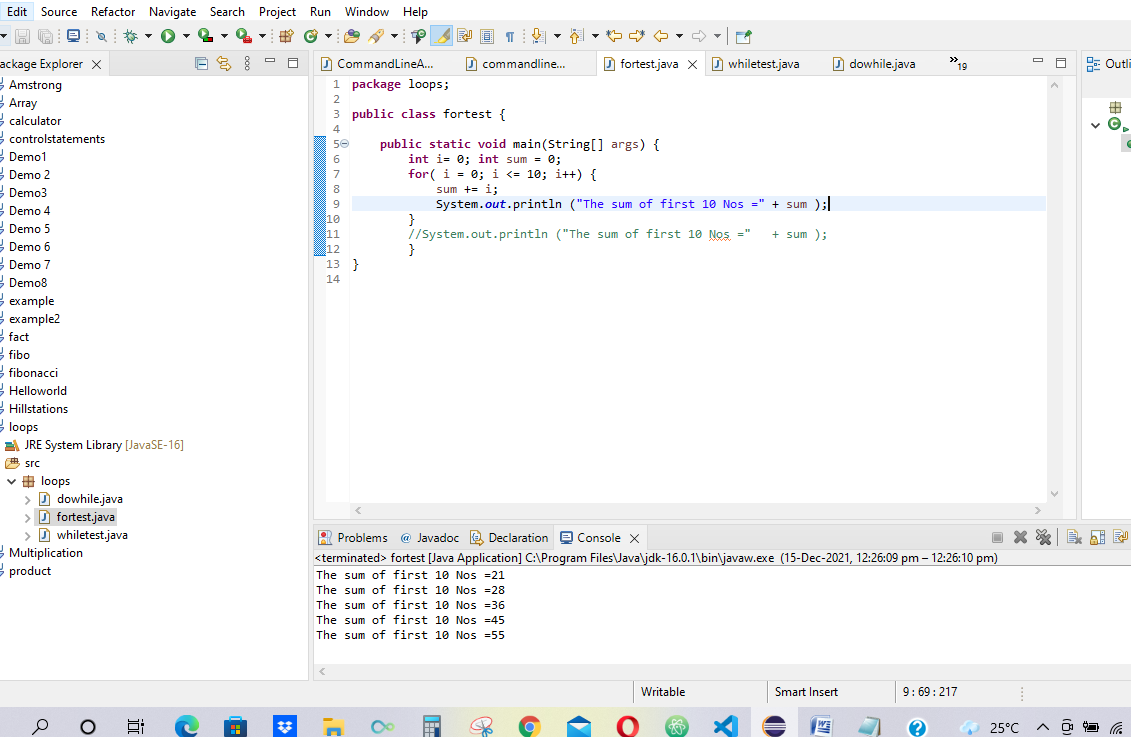 Edit Source Refactor Navigate Search Project Run Window Help
ackage Explorer
CommandLineA... commandline... fortest.java whiletest.java dowhile.java 19 Outli
Amstrong
Array
calculator
controlstatements
Demo1
Demo 2
Demo3
Demo 4
Demo 5
Demo 6
Demo 7
Demo8
example
example2
fact
fibo
fibonacci
Helloworld
Hillstations
loops
JRE System Library [JavaSE-16]
src
loops
dowhile.java
fortest.java
whiletest.java
Multiplication
product
1 package loops;
2
3 public class fortest {
4
5 public static void main(String[] args) {
6 int i= 0; int sum = 0;
7 for( i = 0; i <= 10; i++) {
8 sum += i;
9 System.out.println ("The sum of first 10 Nos =" + sum );
10 }
11 //System.out.println ("The sum of first 10 Nos =" + sum );
12 }
13 }
14
Problems @ Javadoc Declaration Console
<terminated> fortest [Java Application] C:\Program Files\Java\jdk-16.0.1\bin\javaw.exe (15-Dec-2021, 12:26:09 pm – 12:26:10 pm)
The sum of first 10 Nos =21
The sum of first 10 Nos =28
The sum of first 10 Nos =36
The sum of first 10 Nos =45
The sum of first 10 Nos =55
Writable Smart Insert 9 : 69 : 217
25°C